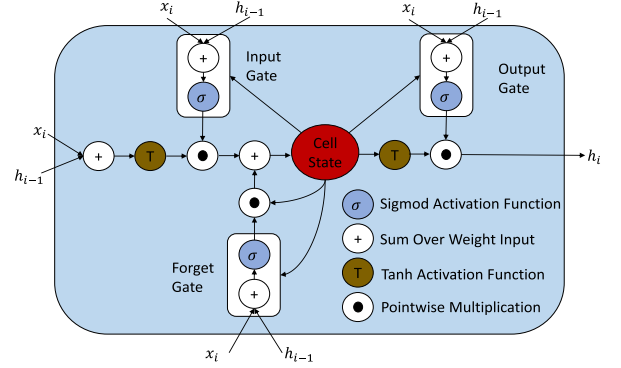 x_i h_{i-1}
x_i h_{i-1}
Input
Gate
+
σ
+
σ
Output
Gate
x_i
h_{i-1}
+
T
+
Cell
State
T
h_i
σ Sigmod Activation Function
+ Sum Over Weight Input
T Tanh Activation Function
Pointwise Multiplication
Forget
Gate
σ
+
x_i h_{i-1}